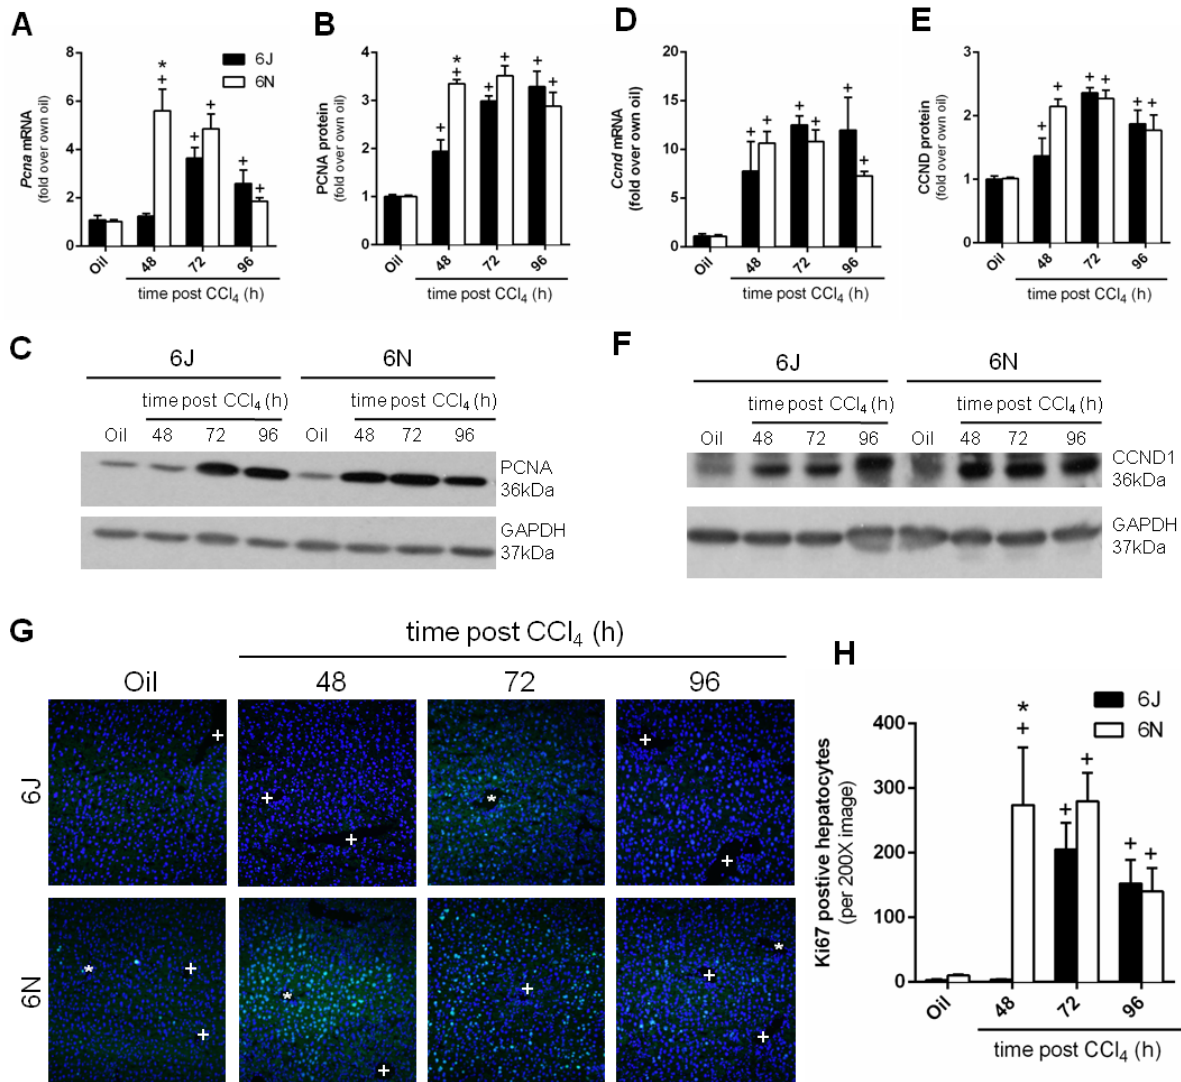 A
Pcna mRNA
(fold over own oil)
8
6
4
2
0
*
+
+
+
+
+
6J
6N
Oil
48
72
96
time post CCl4 (h)
B
PCNA protein
(fold over own oil)
4
3
2
1
0
+
*
+
+
+
+
+
Oil
48
72
96
time post CCl4 (h)
D
Ccnd mRNA
(fold over own oil)
20
15
10
5
0
+
+
+
+
+
+
Oil
48
72
96
time post CCl4 (h)
E
CCND protein
(fold over own oil)
3
2
1
0
+
+
+
+
+
+
Oil
48
72
96
time post CCl4 (h)
C
6J
6N
time post CCl4 (h)
time post CCl4 (h)
Oil 48 72 96 Oil 48 72 96
PCNA
36kDa
GAPDH
37kDa
F
6J
6N
time post CCl4 (h)
time post CCl4 (h)
Oil 48 72 96 Oil 48 72 96
CCND1
36kDa
GAPDH
37kDa
G
time post CCl4 (h)
Oil 48 72 96
6J
+
+
+
*
+
+
6N
*
+
+
*
+
+
*
+
+
H
Ki67 postive hepatocytes
(per 200X image)
400
300
200
100
0
*
+
+
+
+
+
6J
6N
Oil
48
72
96
time post CCl4 (h)